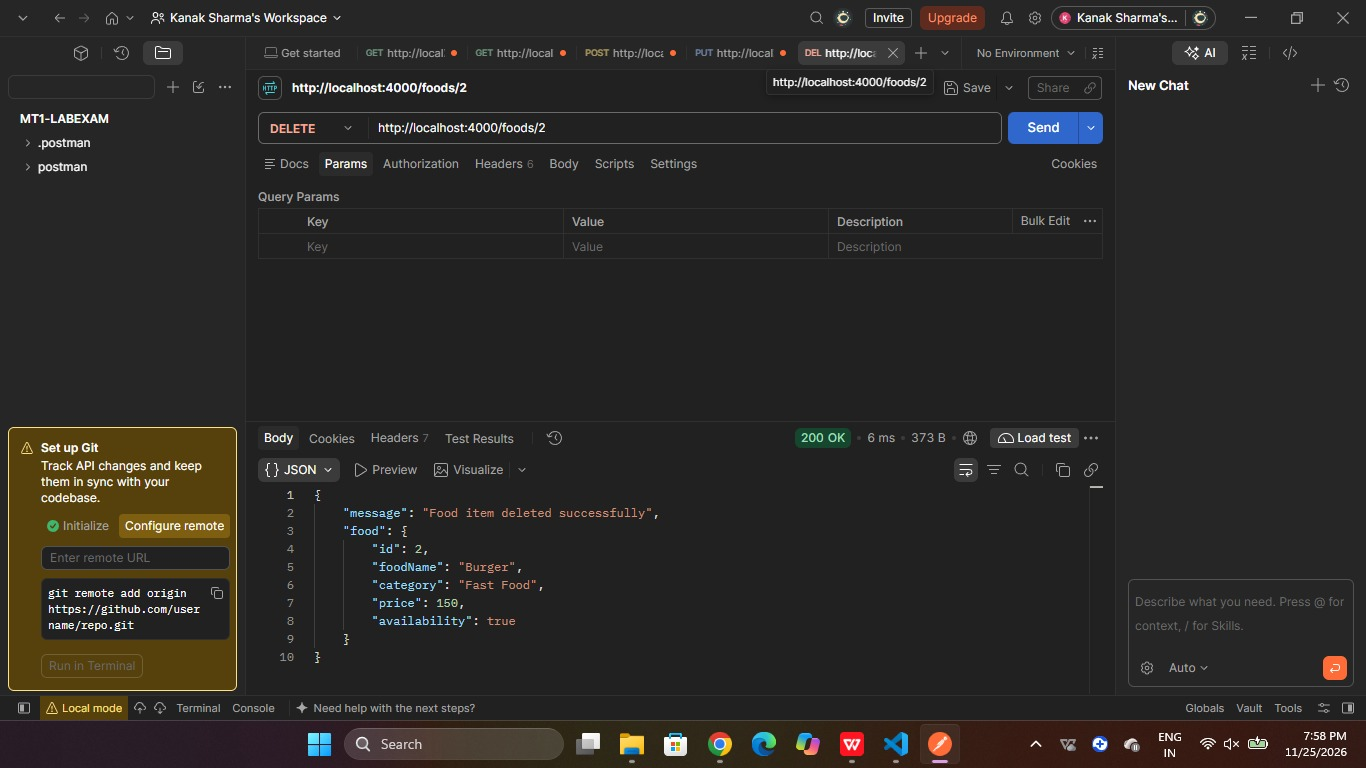 Kanak Sharma's Workspace
Invite
Upgrade
Kanak Sharma's...
Get started
GET http://local.
GET http://local
POST http://loca
PUT http://local
DEL http://loca
No Environment
AI
HTTP
http://localhost:4000/foods/2
http://localhost:4000/foods/2
Save
Share
New Chat
MT1-LABEXAM
.postman
postman
DELETE
http://localhost:4000/foods/2
Send
Docs
Params
Authorization
Headers 6
Body
Scripts
Settings
Cookies
Query Params
Key
Value
Description
Bulk Edit
Key
Value
Description
Set up Git
Track API changes and keep
them in sync with your
codebase.
Initialize
Configure remote
Enter remote URL
git remote add origin
https://github.com/user
name/repo.git
Run in Terminal
Body
Cookies
Headers 7
Test Results
200 OK
6 ms
373 B
Load test
{ } JSON
Preview
Visualize
1 {
2 "message": "Food item deleted successfully",
3 "food": {
4 "id": 2,
5 "foodName": "Burger",
6 "category": "Fast Food",
7 "price": 150,
8 "availability": true
9 }
10 }
Describe what you need. Press @ for
context, / for Skills.
Auto
Local mode
Terminal
Console
Need help with the next steps?
Globals
Vault
Tools
Search
ENG
IN
7:58 PM
11/25/2026